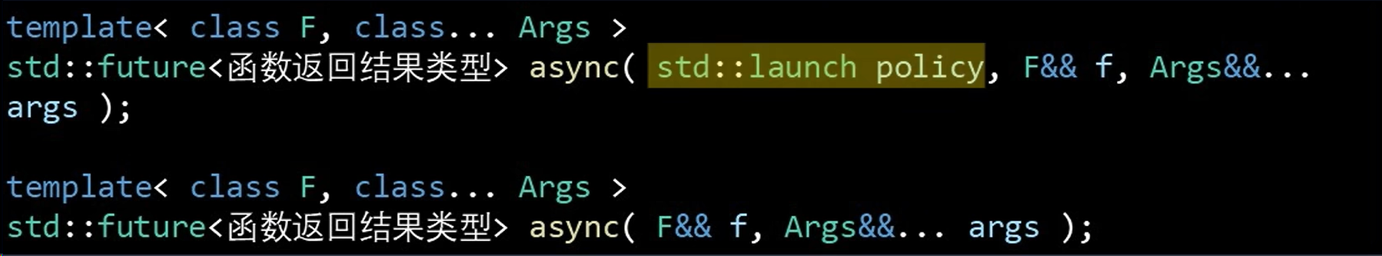 template< class F, class... Args >
std::future<函数返回结果类型> async( std::launch policy, F&& f, Args&&...
args );
template< class F, class... Args >
std::future<函数返回结果类型> async( F&& f, Args&&... args );